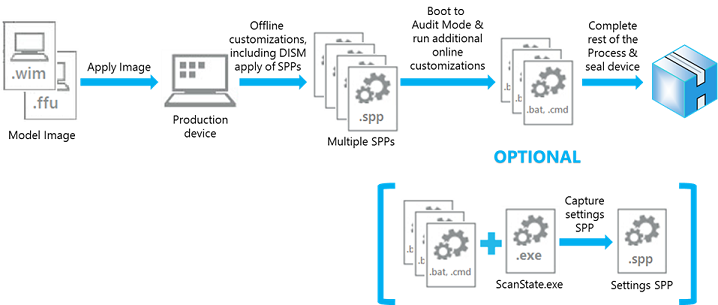 Offline
customizations,
including DISM
apply of SPPs
Boot to
Audit Mode &
run additional
online
customizations
Complete
rest of the
Process &
seal device
.wim
.ffu
Apply Image
.spp
.b
.b
.bat, .cmd
Model Image
Production
device
Multiple SPPs
OPTIONAL
.b
.b
.bat, .cmd
.exe
Capture
settings
SPP
.spp
ScanState.exe
Settings SPP